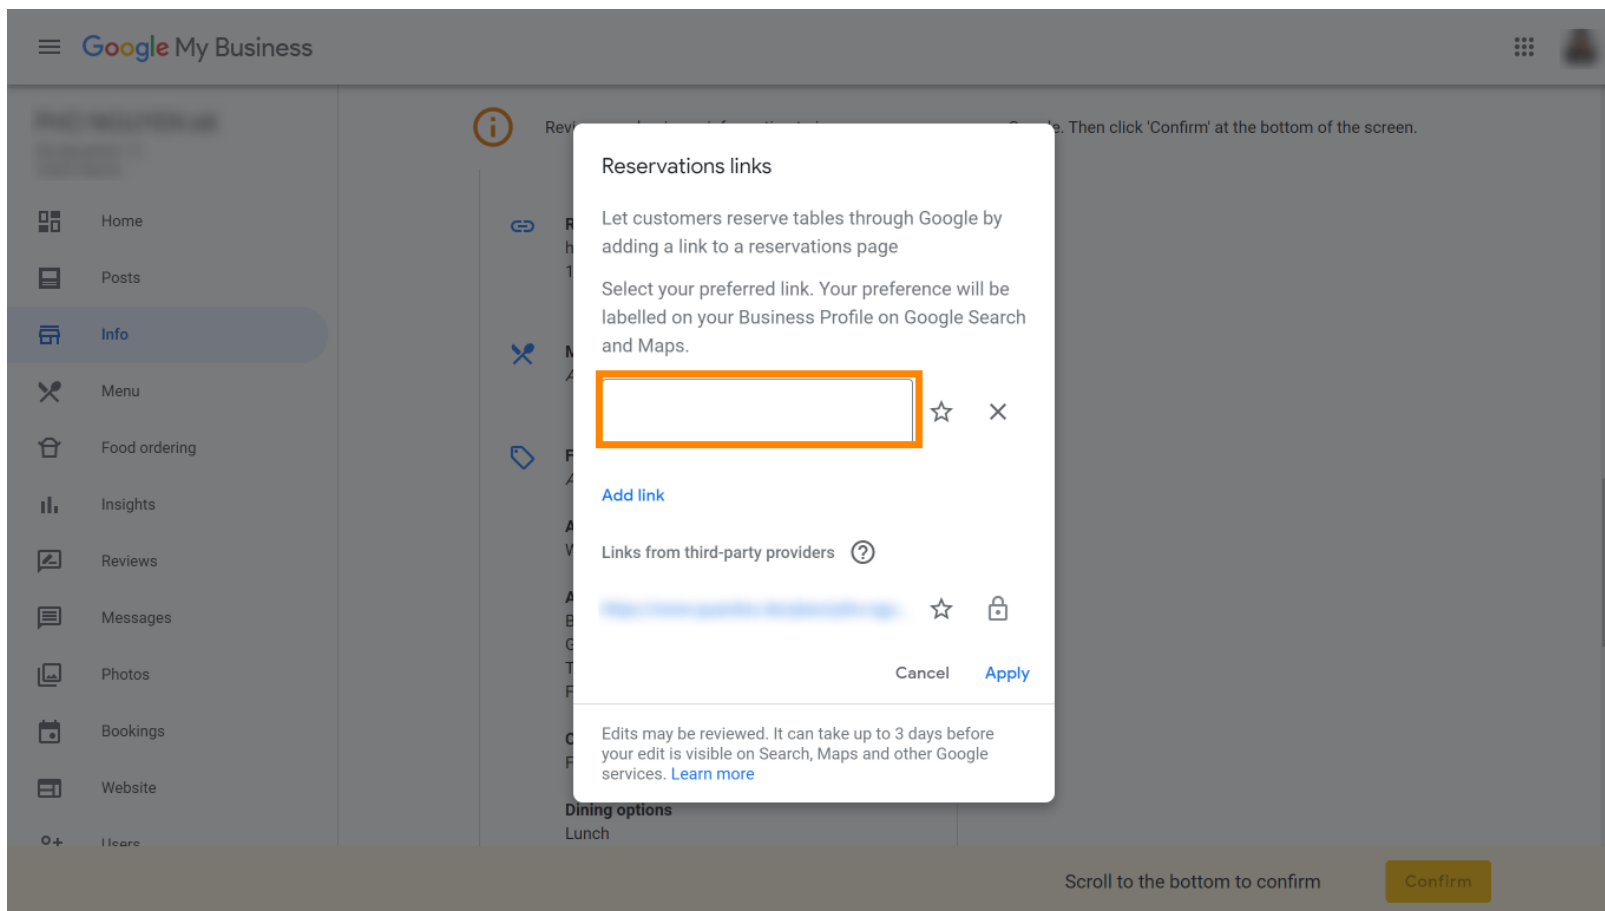 Google My Business
Home
Posts
Info
Menu
Food ordering
Insights
Reviews
Messages
Photos
Bookings
Website
Users
e. Then click 'Confirm' at the bottom of the screen.
Reservations links
Let customers reserve tables through Google by
adding a link to a reservations page
Select your preferred link. Your preference will be
labelled on your Business Profile on Google Search
and Maps.
Add link
Links from third-party providers
Cancel
Apply
Edits may be reviewed. It can take up to 3 days before
your edit is visible on Search, Maps and other Google
services. Learn more
Dining options
Lunch
Scroll to the bottom to confirm
Confirm